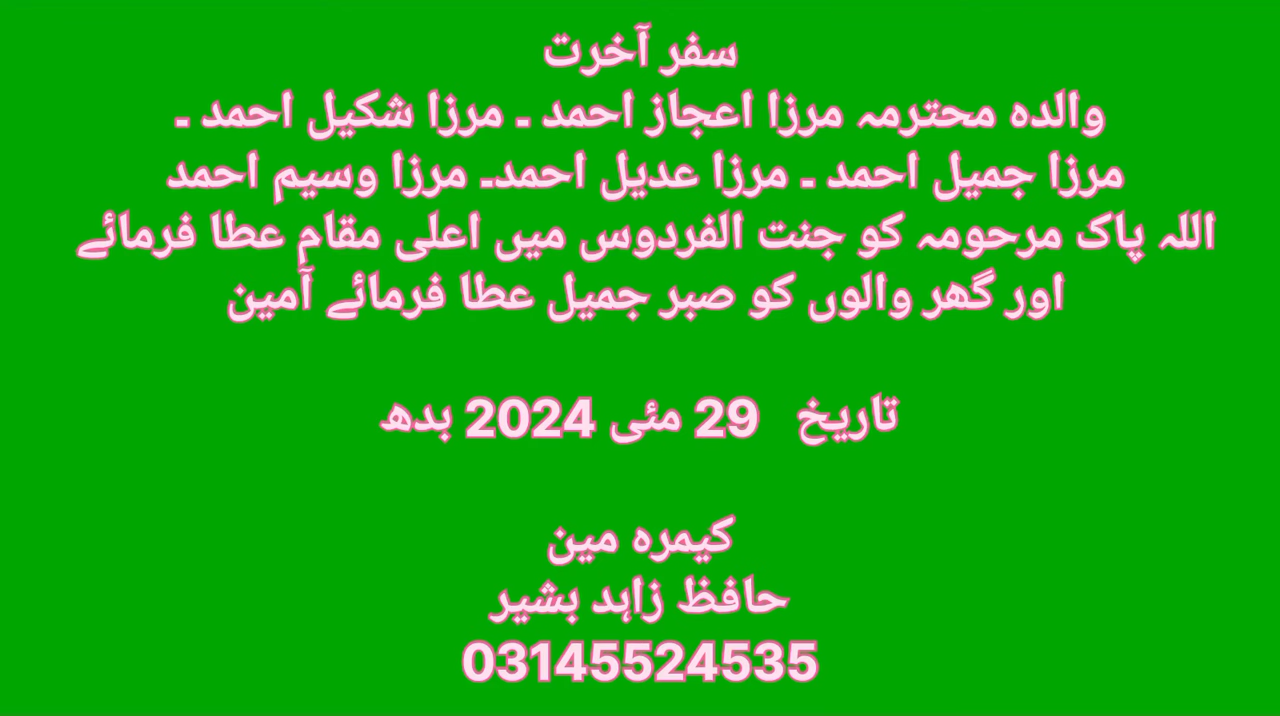 سفر آخرت
والدہ محترمہ مرزا اعجاز احمد ۔ مرزا شکیل احمد ۔
مرزا جمیل احمد ۔ مرزا عدیل احمد۔ مرزا وسیم احمد
اللہ پاک مرحومہ کو جنت الفردوس میں اعلی مقام عطا فرمائے
اور گھر والوں کو صبر جمیل عطا فرمائے آمین
تاریخ 29 مئی 2024 بدھ
کیمرہ مین
حافظ زاہد بشیر
03145524535